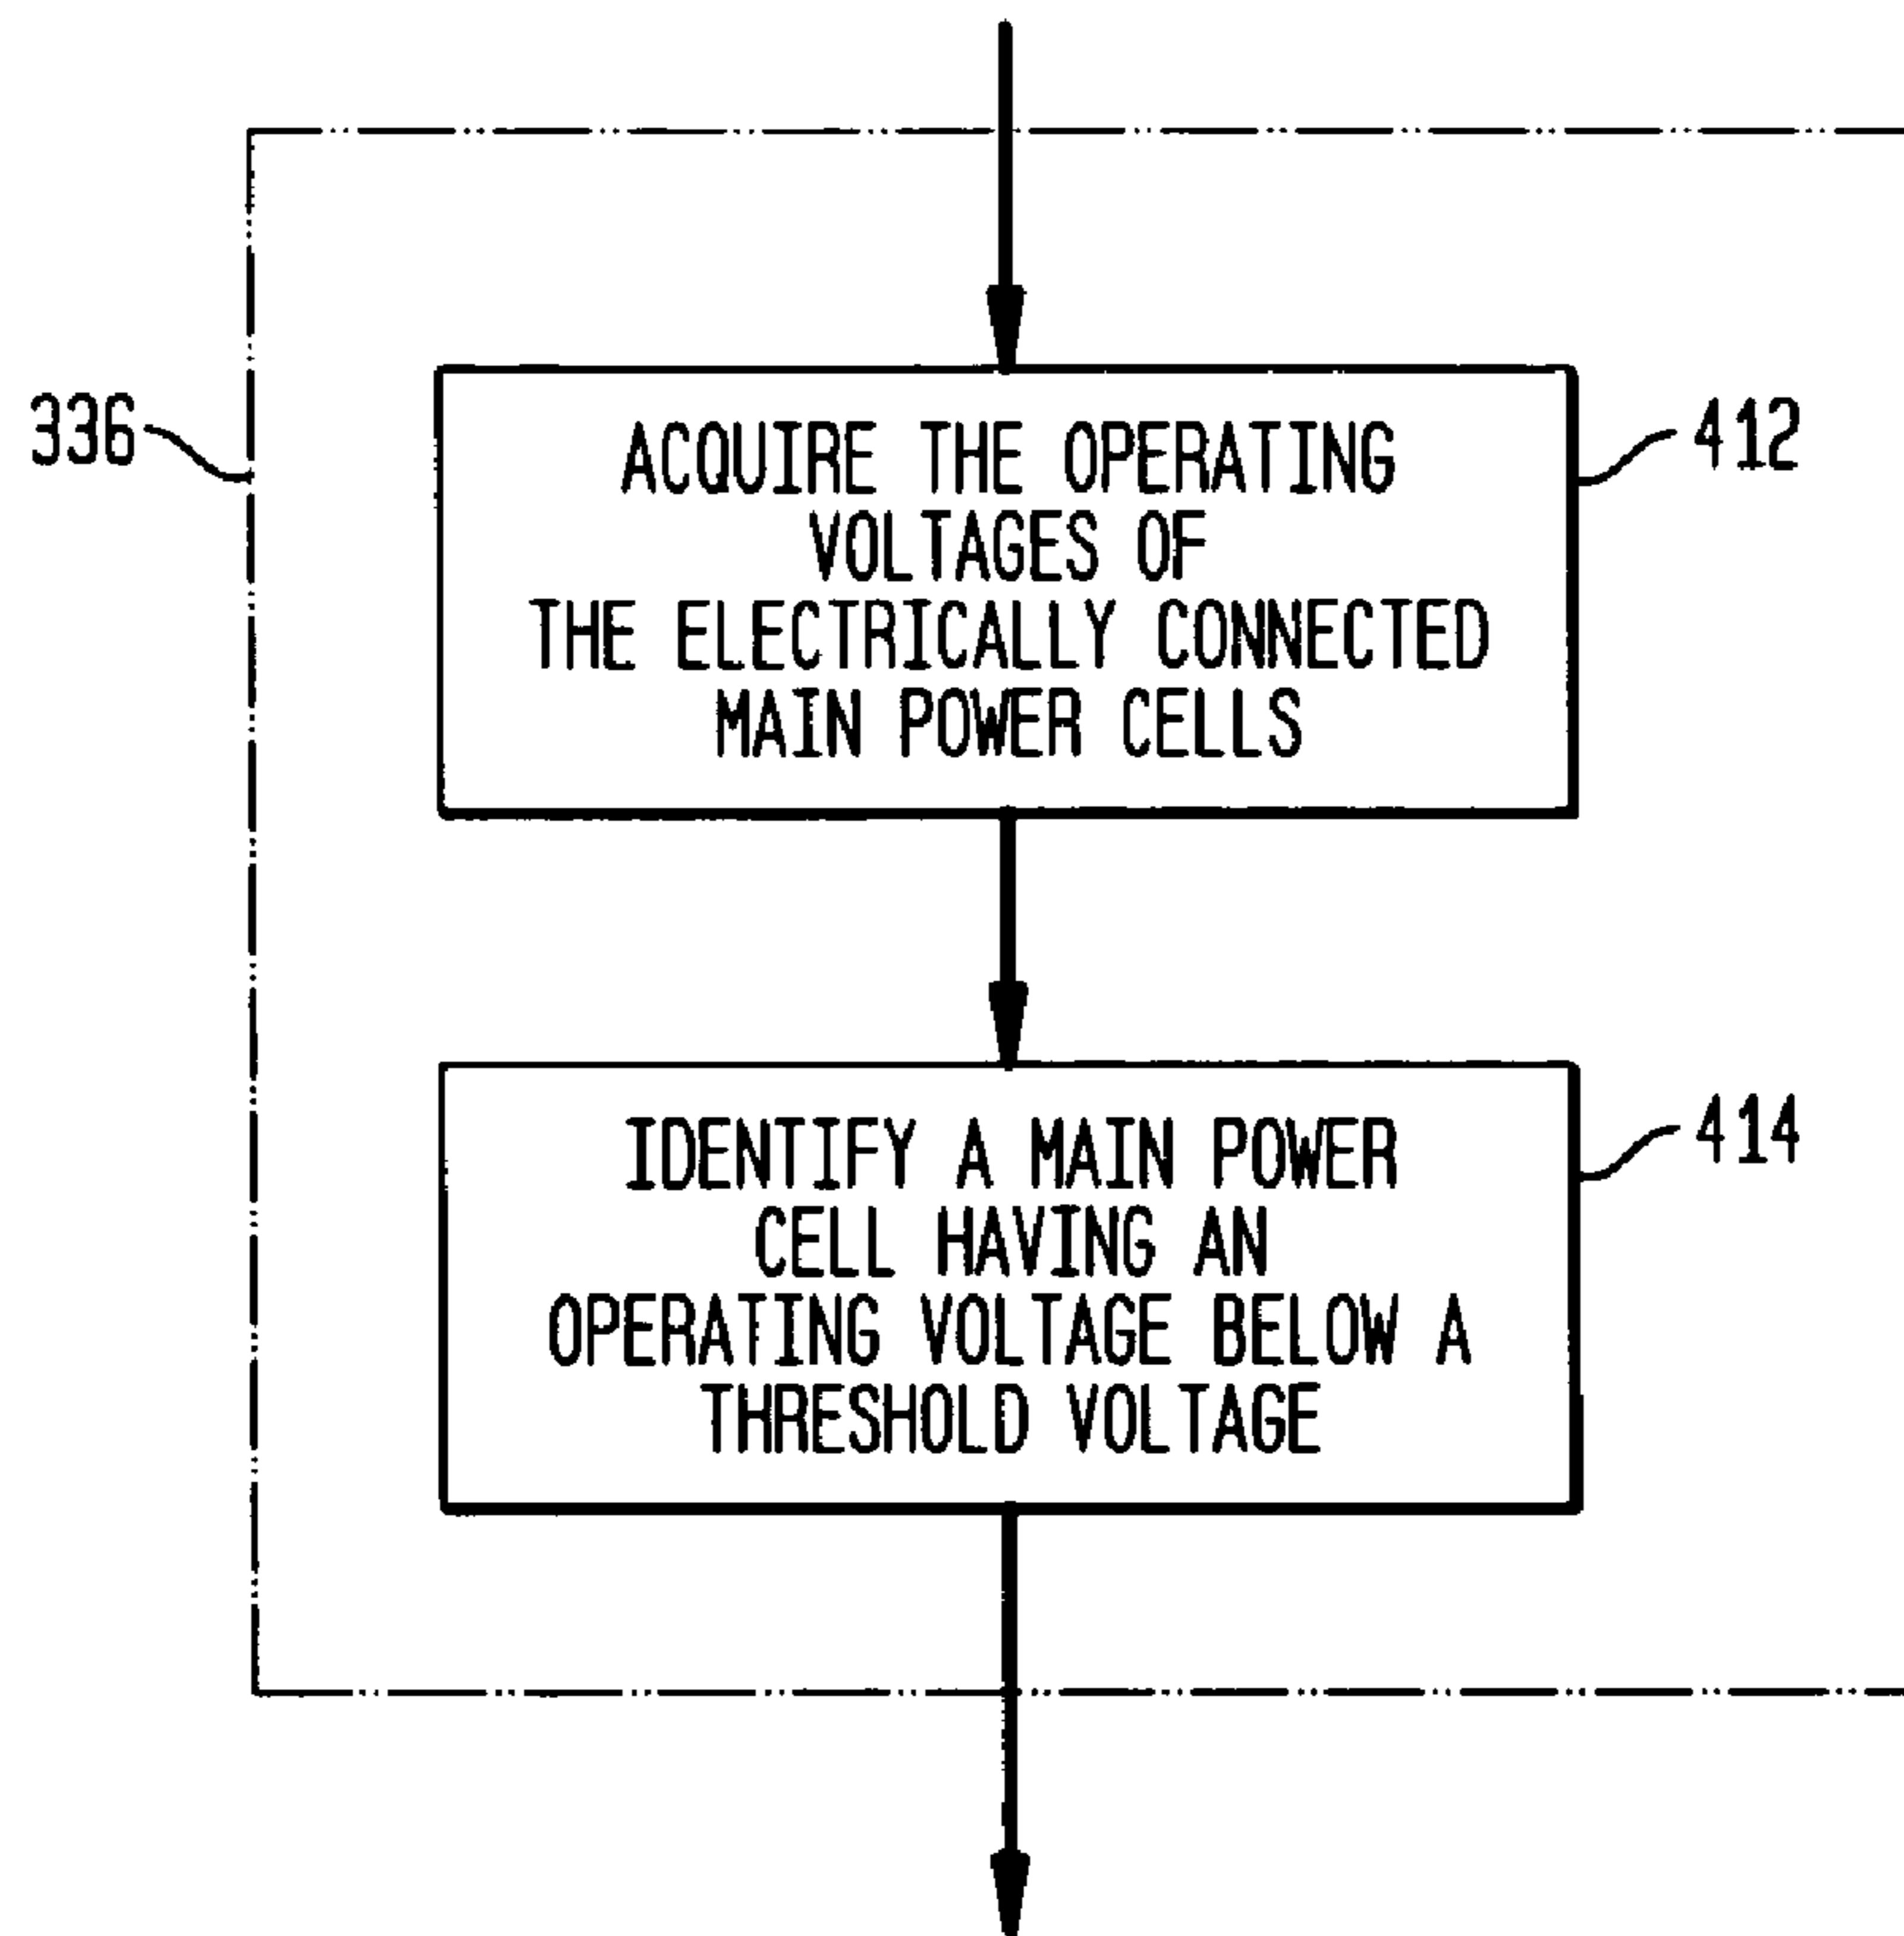 336
412
ACQUIRE THE OPERATING
VOLTAGES OF
THE ELECTRICALLY CONNECTED
MAIN POWER CELLS
414
IDENTIFY A MAIN POWER
CELL HAVING AN
OPERATING VOLTAGE BELOW A
THRESHOLD VOLTAGE